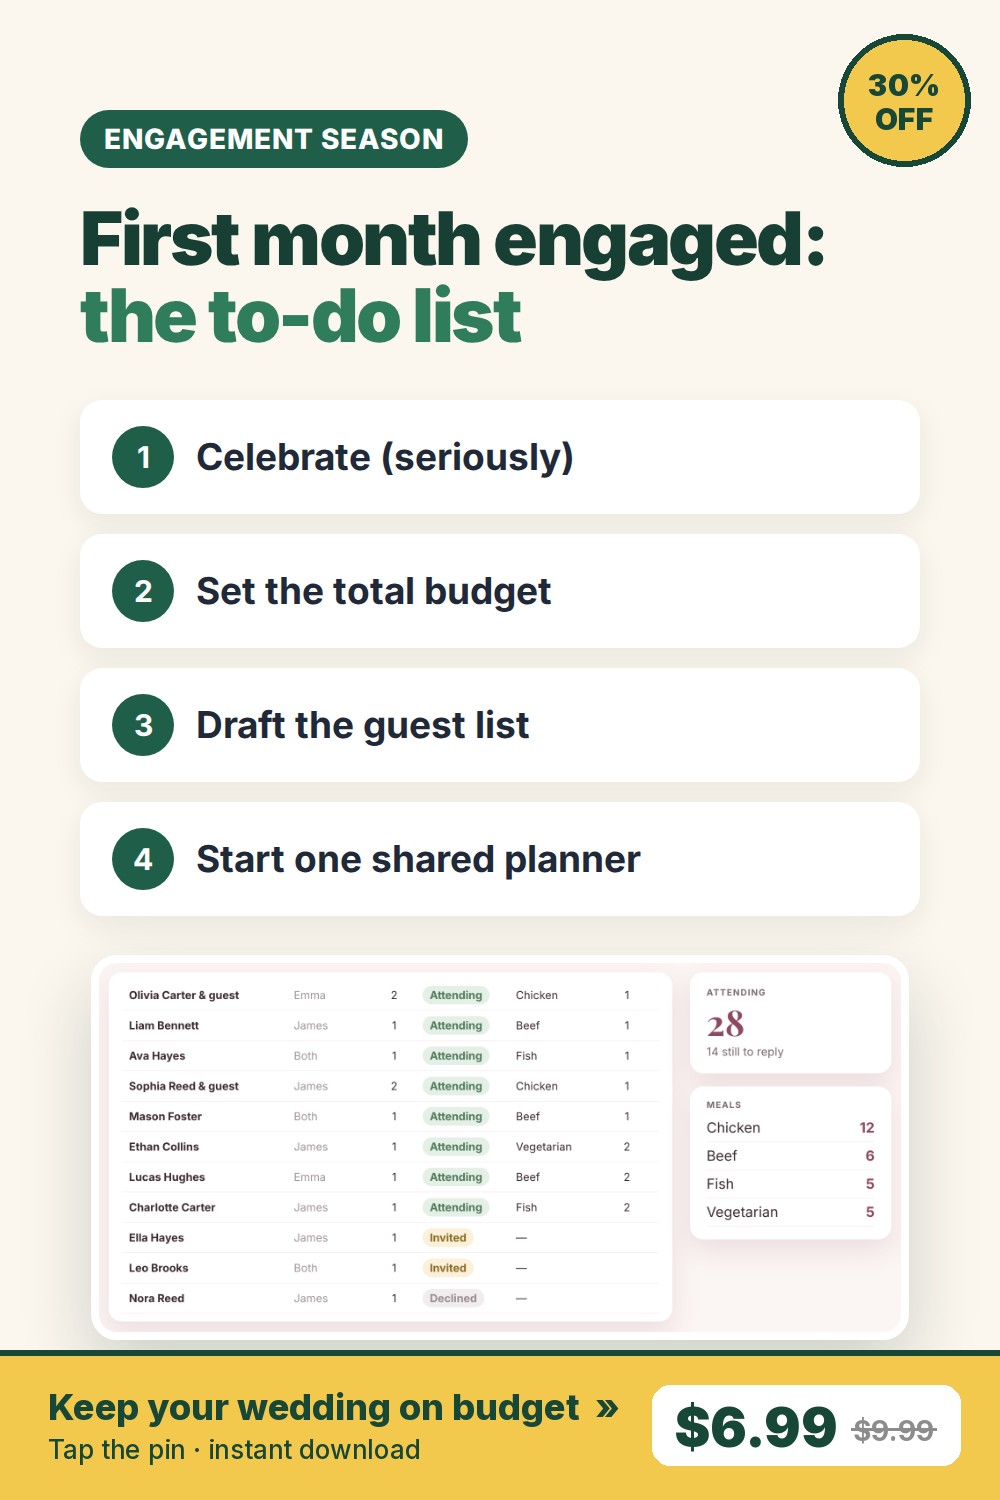 30%
OFF
ENGAGEMENT SEASON
First month engaged:
the to-do list
1 Celebrate (seriously)
2 Set the total budget
3 Draft the guest list
4 Start one shared planner
Olivia Carter & guest Emma 2 Attending Chicken 1
Liam Bennett James 1 Attending Beef 1
Ava Hayes Both 1 Attending Fish 1
Sophia Reed & guest James 2 Attending Chicken 1
Mason Foster Both 1 Attending Beef 1
Ethan Collins James 1 Attending Vegetarian 2
Lucas Hughes Emma 1 Attending Beef 2
Charlotte Carter James 1 Attending Fish 2
Ella Hayes James 1 Invited —
Leo Brooks Both 1 Invited —
Nora Reed James 1 Declined —
ATTENDING
28
14 still to reply
MEALS
Chicken 12
Beef 6
Fish 5
Vegetarian 5
Keep your wedding on budget »
Tap the pin · instant download
$6.99 $9.99